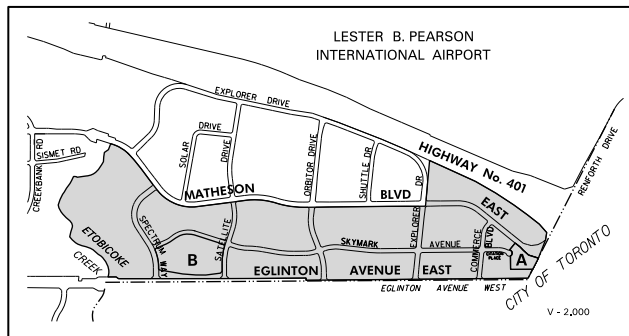 LESTER B. PEARSON
INTERNATIONAL AIRPORT
EXPLORER DRIVE
HIGHWAY No. 401
RENFORTH DRIVE
CREEKBANK RD
SISMET RD
SOLAR
DRIVE
DRIVE
SATELLITE
ORBITOR DRIVE
SHUTTLE DR
EXPLORER DR
MATHESON
BLVD
EAST
ETOBICOKE
CREEK
SPECTRUM
WAY
B
SKYMARK
AVENUE
COMMERCE
BLVD
A
EGLINTON
AVENUE
EAST
EGLINTON AVENUE WEST
CITY OF TORONTO
V - 2,000